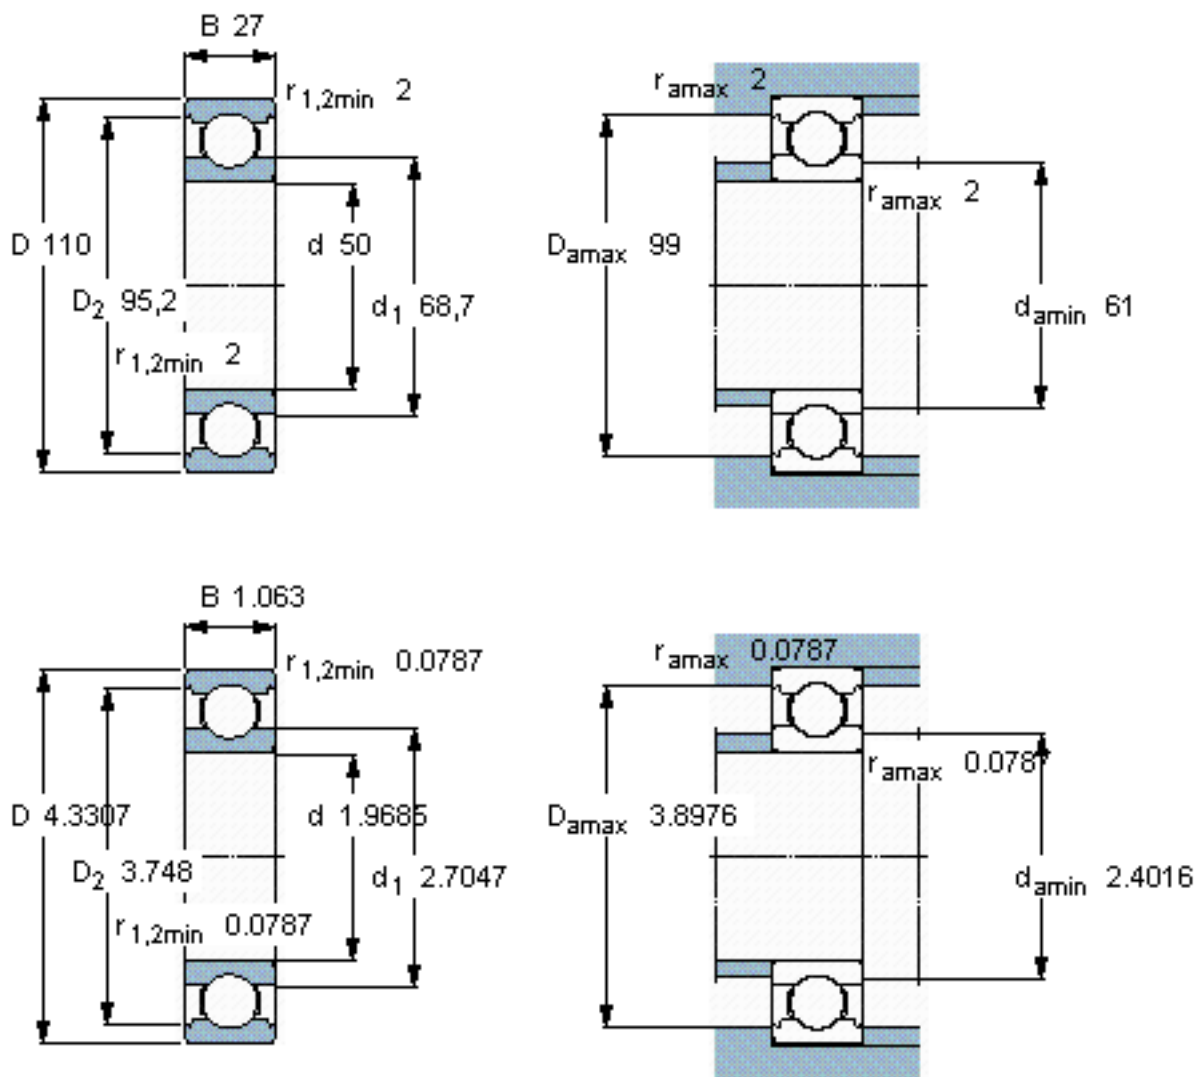 B 27
r1,2min 2
ramax 2
ramax 2
D 110
d 50
Damax 99
D2 95,2
d1 68,7
damin 61
r1,2min 2
B 1.063
r1,2min 0.0787
ramax 0.0787
ramax 0.0787
D 4.3307
d 1.9685
Damax 3.8976
D2 3.748
d1 2.7047
damin 2.4016
r1,2min 0.0787